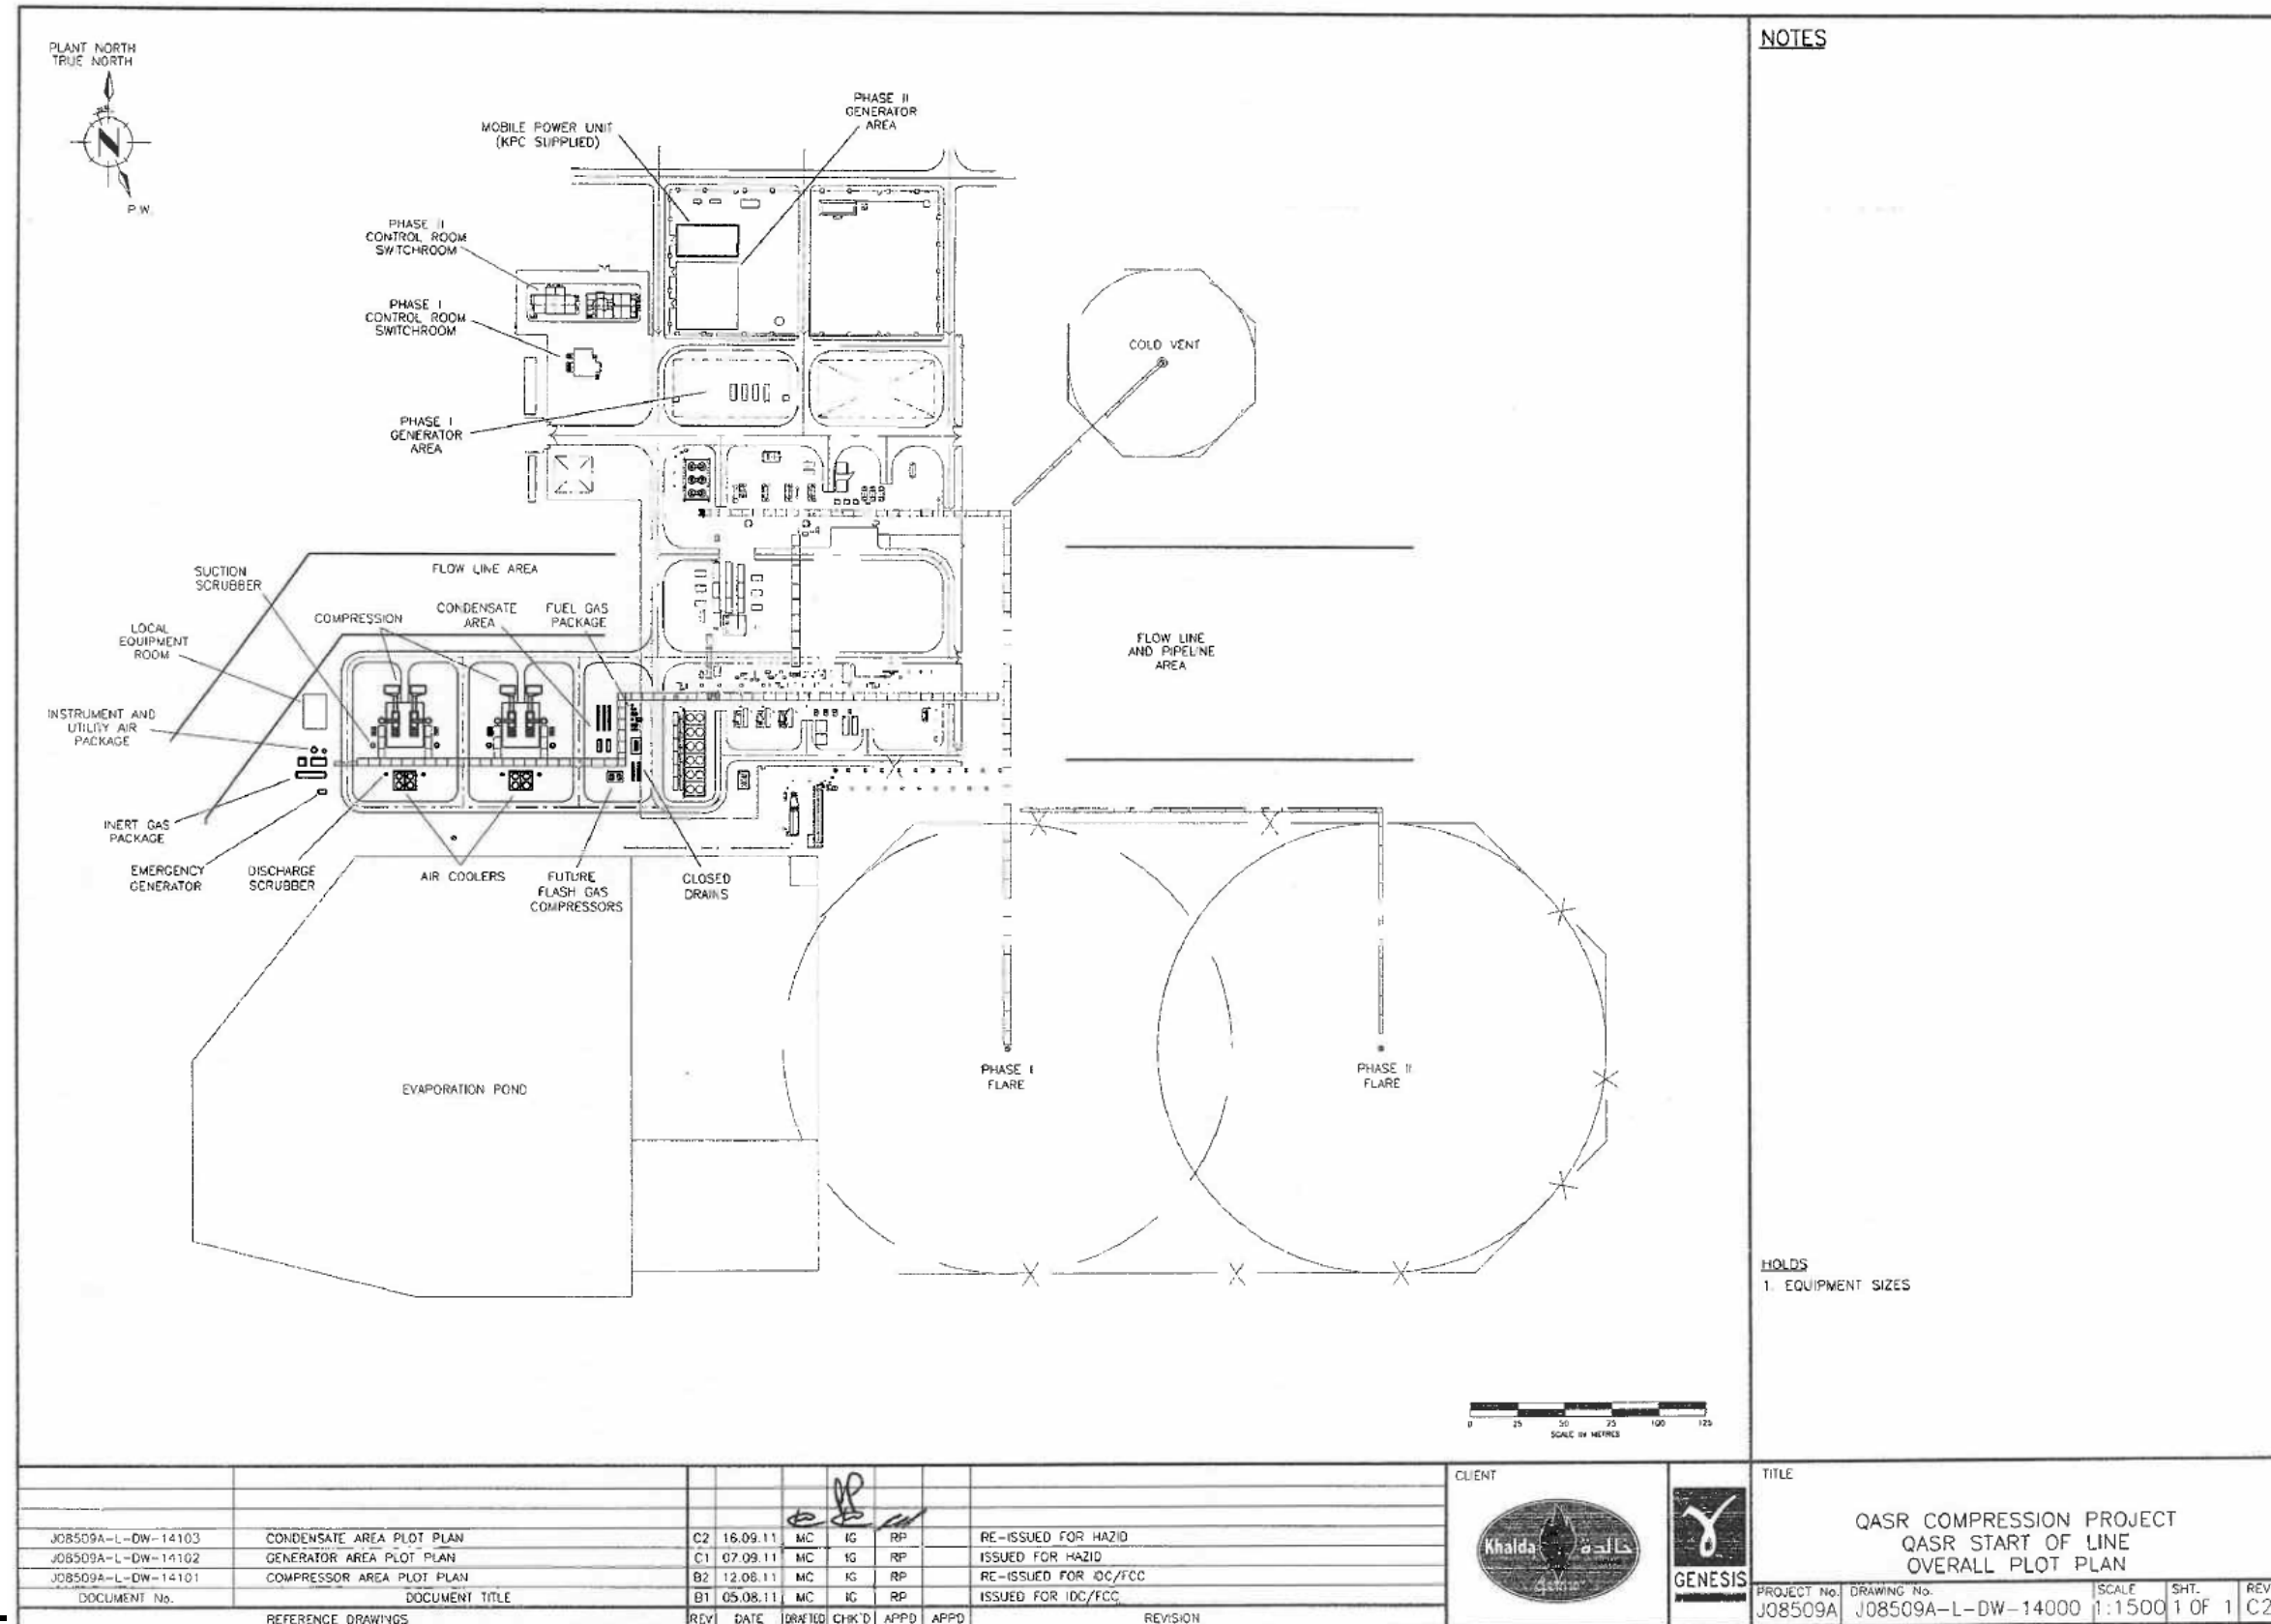 PLANT NORTH
TRUE NORTH
N
P.W.
MOBILE POWER UNIT
(KPC SUPPLIED)
PHASE II
GENERATOR
AREA
PHASE II
CONTROL ROOM
SWITCHROOM
PHASE I
CONTROL ROOM
SWITCHROOM
PHASE I
GENERATOR
AREA
COLD VENT
FLOW LINE AREA
SUCTION
SCRUBBER
COMPRESSION
CONDENSATE
AREA
FUEL GAS
PACKAGE
LOCAL
EQUIPMENT
ROOM
FLOW LINE
AND PIPELINE
AREA
INSTRUMENT AND
UTILITY AIR
PACKAGE
INERT GAS
PACKAGE
EMERGENCY
GENERATOR
DISCHARGE
SCRUBBER
AIR COOLERS
FUTURE
FLASH GAS
COMPRESSORS
CLOSED
DRAINS
EVAPORATION POND
PHASE I
FLARE
PHASE II
FLARE
0 25 50 75 100 125
SCALE IN METRES
NOTES
HOLDS
1. EQUIPMENT SIZES
J08509A-L-DW-14103 CONDENSATE AREA PLOT PLAN C2 16.09.11 MC IG RP RE-ISSUED FOR HAZID
J08509A-L-DW-14102 GENERATOR AREA PLOT PLAN C1 07.09.11 MC IG RP ISSUED FOR HAZID
J08509A-L-DW-14101 COMPRESSOR AREA PLOT PLAN B2 12.08.11 MC IG RP RE-ISSUED FOR IDC/FCC
DOCUMENT No. DOCUMENT TITLE B1 05.08.11 MC IG RP ISSUED FOR IDC/FCC
REFERENCE DRAWINGS REV DATE DRAFTED CHK'D APPD APPD REVISION
CLIENT
Khalda خالدة
GENESIS
TITLE
QASR COMPRESSION PROJECT
QASR START OF LINE
OVERALL PLOT PLAN
PROJECT No. DRAWING No. SCALE SHT. REV
J08509A J08509A-L-DW-14000 1:1500 1 OF 1 C2